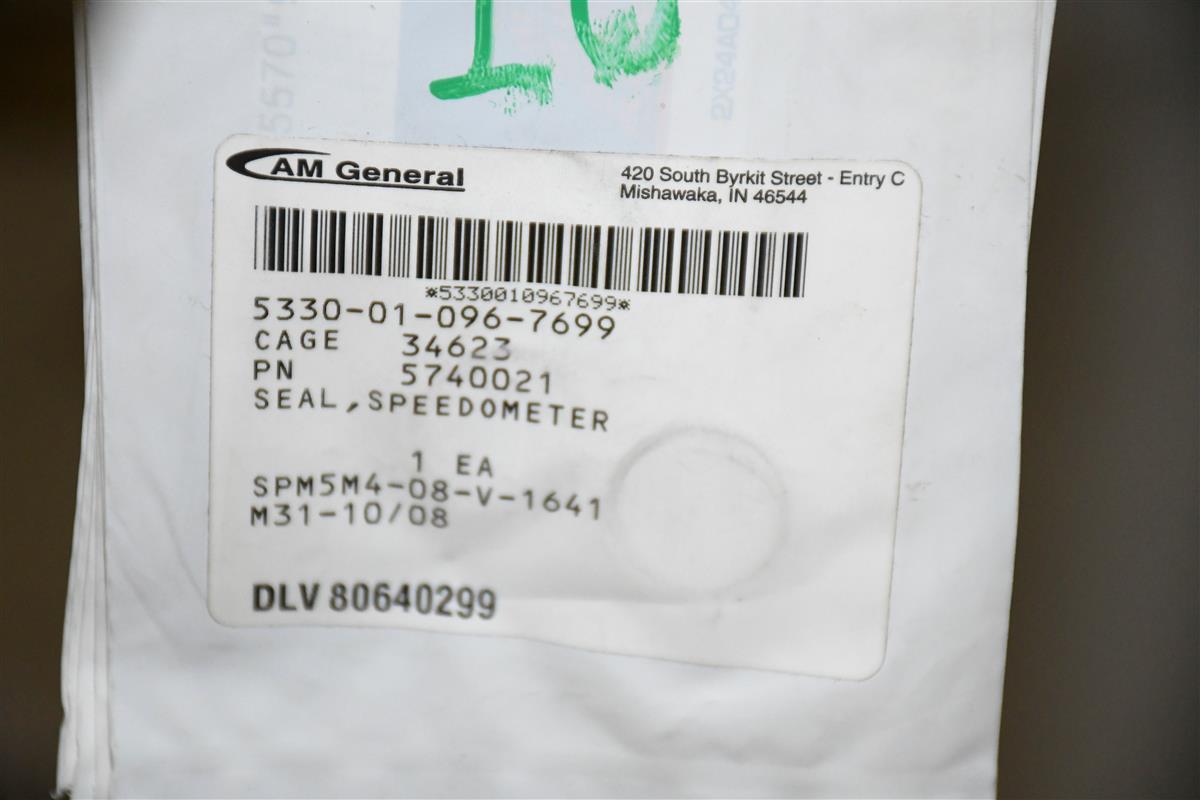 10
AM General
420 South Byrkit Street - Entry C
Mishawaka, IN 46544
*5330010967699*
5330-01-096-7699
CAGE 34623
PN 5740021
SEAL,SPEEDOMETER
1 EA
SPM5M4-08-V-1641
M31-10/08
DLV 80640299